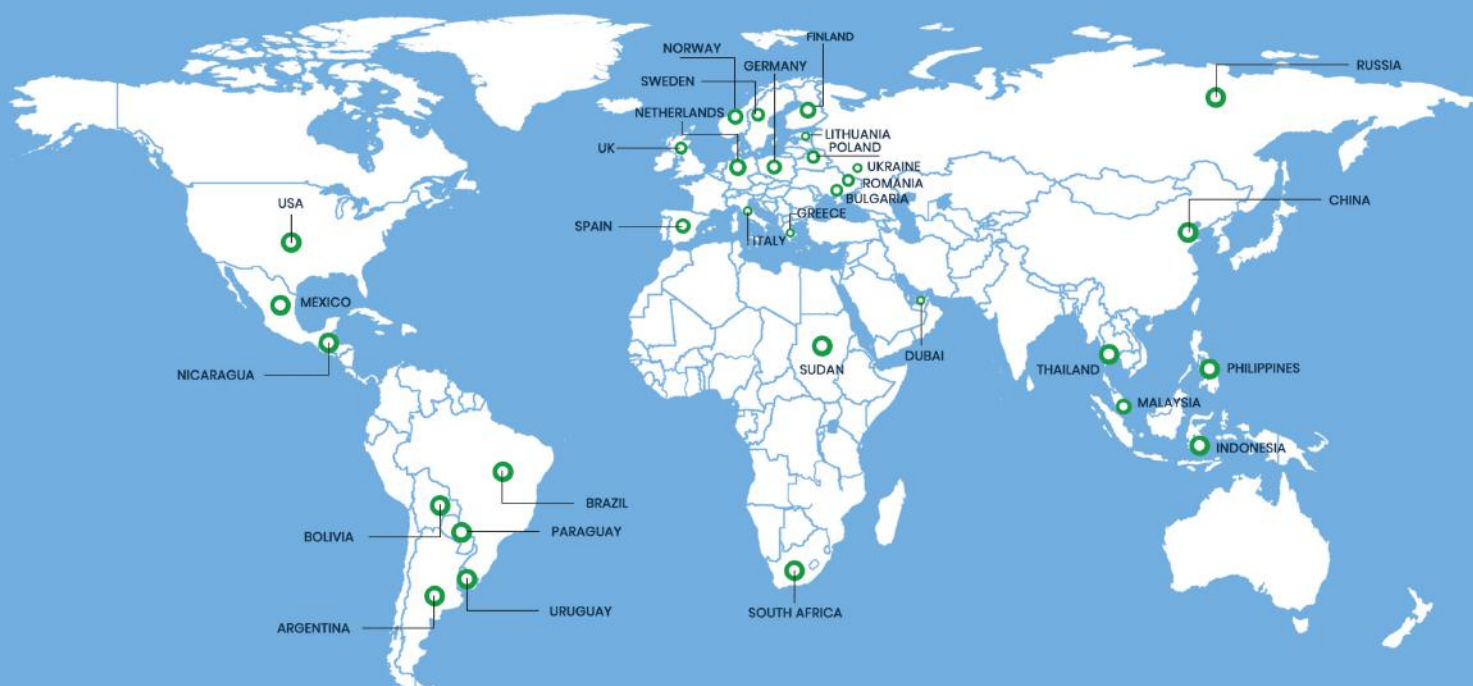 FINLAND
NORWAY
GERMANY
RUSSIA
SWEDEN
NETHERLANDS
LITHUANIA
POLAND
UK
UKRAINE
ROMANIA
BULGARIA
USA
CHINA
GREECE
SPAIN
ITALY
MEXICO
DUBAI
NICARAGUA
SUDAN
THAILAND
PHILIPPINES
MALAYSIA
INDONESIA
BRAZIL
BOLIVIA
PARAGUAY
URUGUAY
SOUTH AFRICA
ARGENTINA